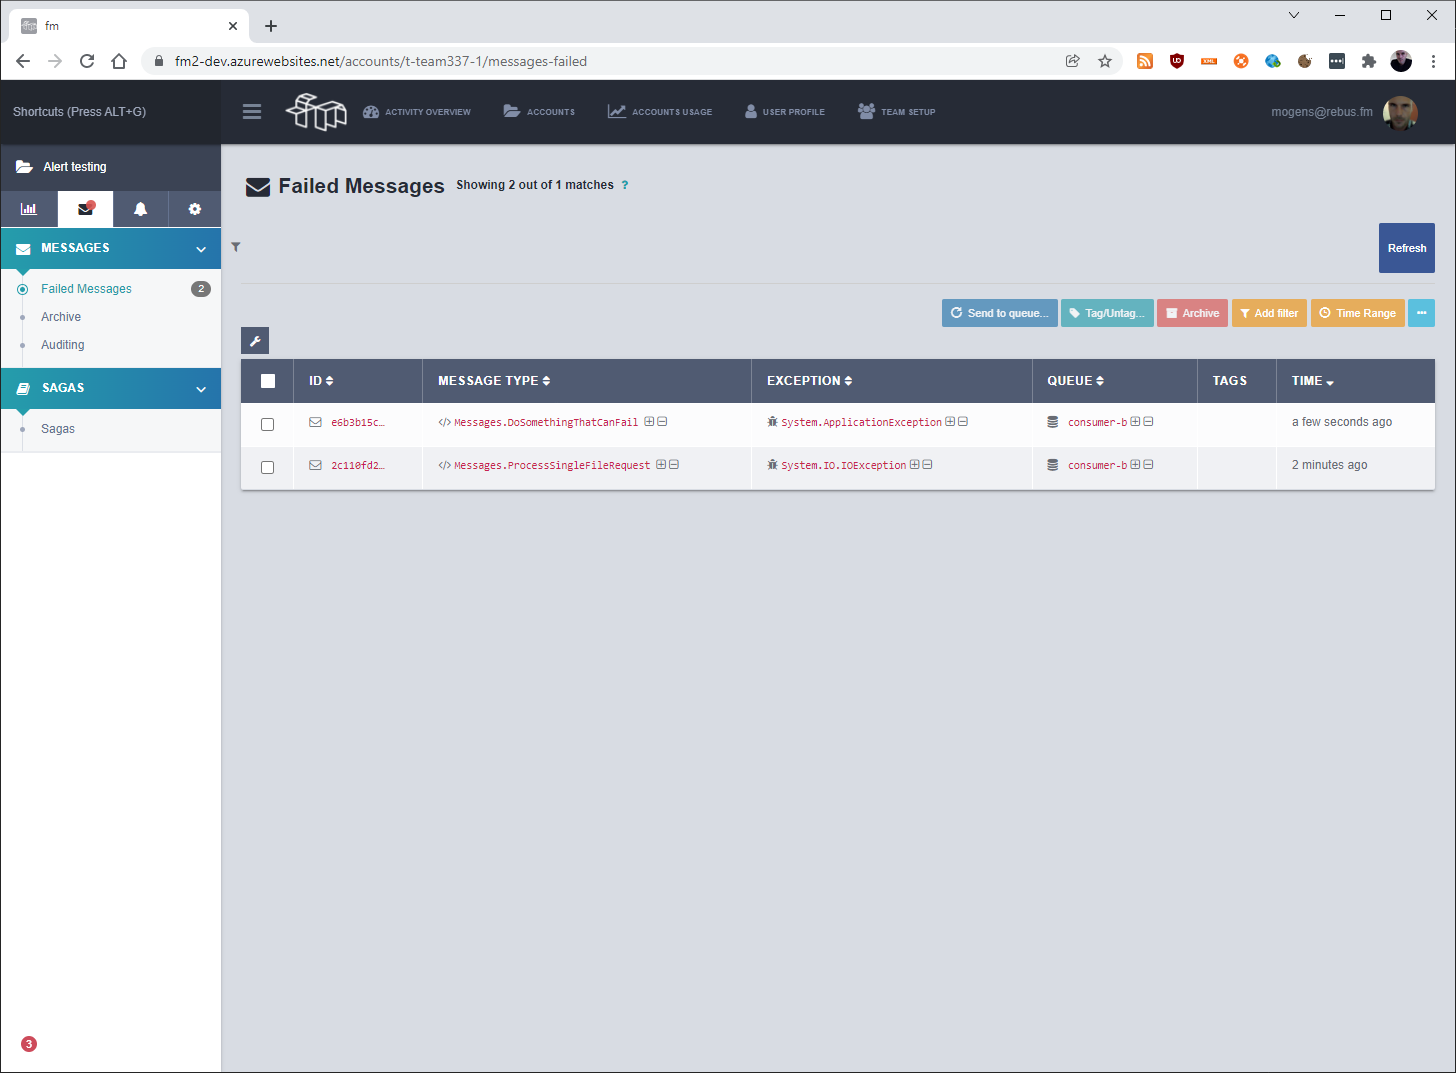 fm
fm2-dev.azurewebsites.net/accounts/t-team337-1/messages-failed
Shortcuts (Press ALT+G)
ACTIVITY OVERVIEW
ACCOUNTS
ACCOUNTS USAGE
USER PROFILE
TEAM SETUP
mogens@rebus.fm
Alert testing
MESSAGES
Failed Messages 2
Archive
Auditing
SAGAS
Sagas
3
Failed Messages Showing 2 out of 1 matches ?
Refresh
Send to queue... Tag/Untag... Archive Add filter Time Range ...
ID MESSAGE TYPE EXCEPTION QUEUE TAGS TIME
e6b3b15c… </> Messages.DoSomethingThatCanFail System.ApplicationException consumer-b a few seconds ago
2c110fd2… </> Messages.ProcessSingleFileRequest System.IO.IOException consumer-b 2 minutes ago